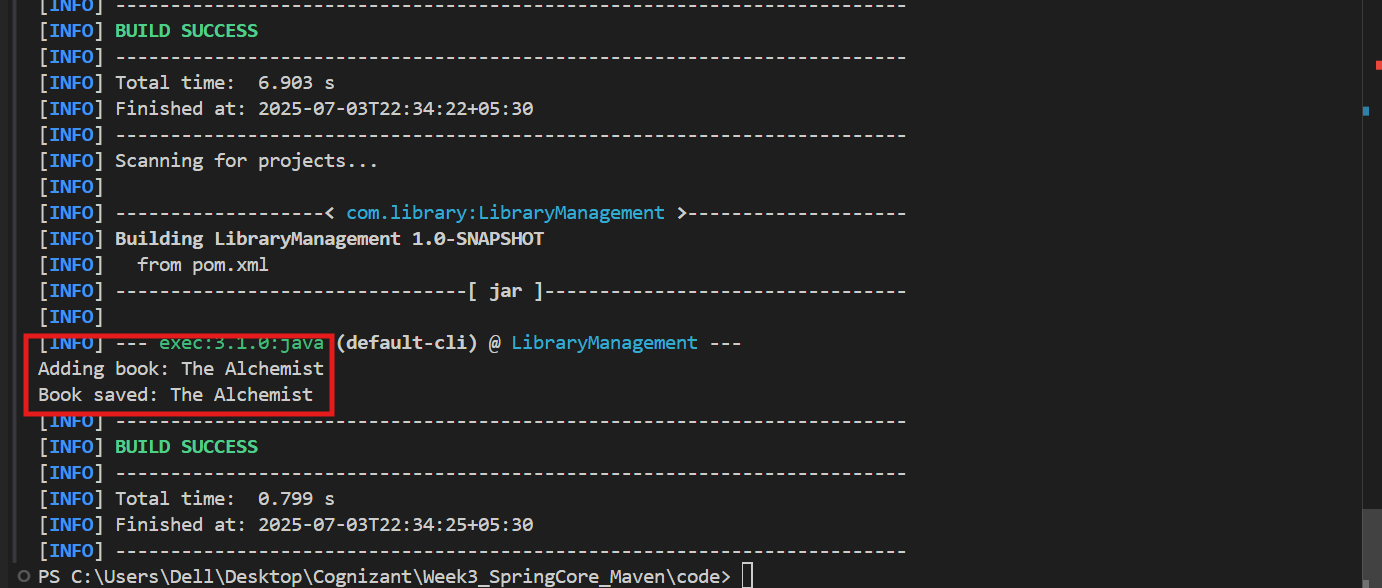 [INFO] ------------------------------------------------------------------------
[INFO] BUILD SUCCESS
[INFO] ------------------------------------------------------------------------
[INFO] Total time:  6.903 s
[INFO] Finished at: 2025-07-03T22:34:22+05:30
[INFO] ------------------------------------------------------------------------
[INFO] Scanning for projects...
[INFO]
[INFO] -------------------< com.library:LibraryManagement >--------------------
[INFO] Building LibraryManagement 1.0-SNAPSHOT
[INFO]   from pom.xml
[INFO] --------------------------------[ jar ]---------------------------------
[INFO]
[INFO] --- exec:3.1.0:java (default-cli) @ LibraryManagement ---
Adding book: The Alchemist
Book saved: The Alchemist
[INFO] ------------------------------------------------------------------------
[INFO] BUILD SUCCESS
[INFO] ------------------------------------------------------------------------
[INFO] Total time:  0.799 s
[INFO] Finished at: 2025-07-03T22:34:25+05:30
[INFO] ------------------------------------------------------------------------
PS C:\Users\Dell\Desktop\Cognizant\Week3_SpringCore_Maven\code>